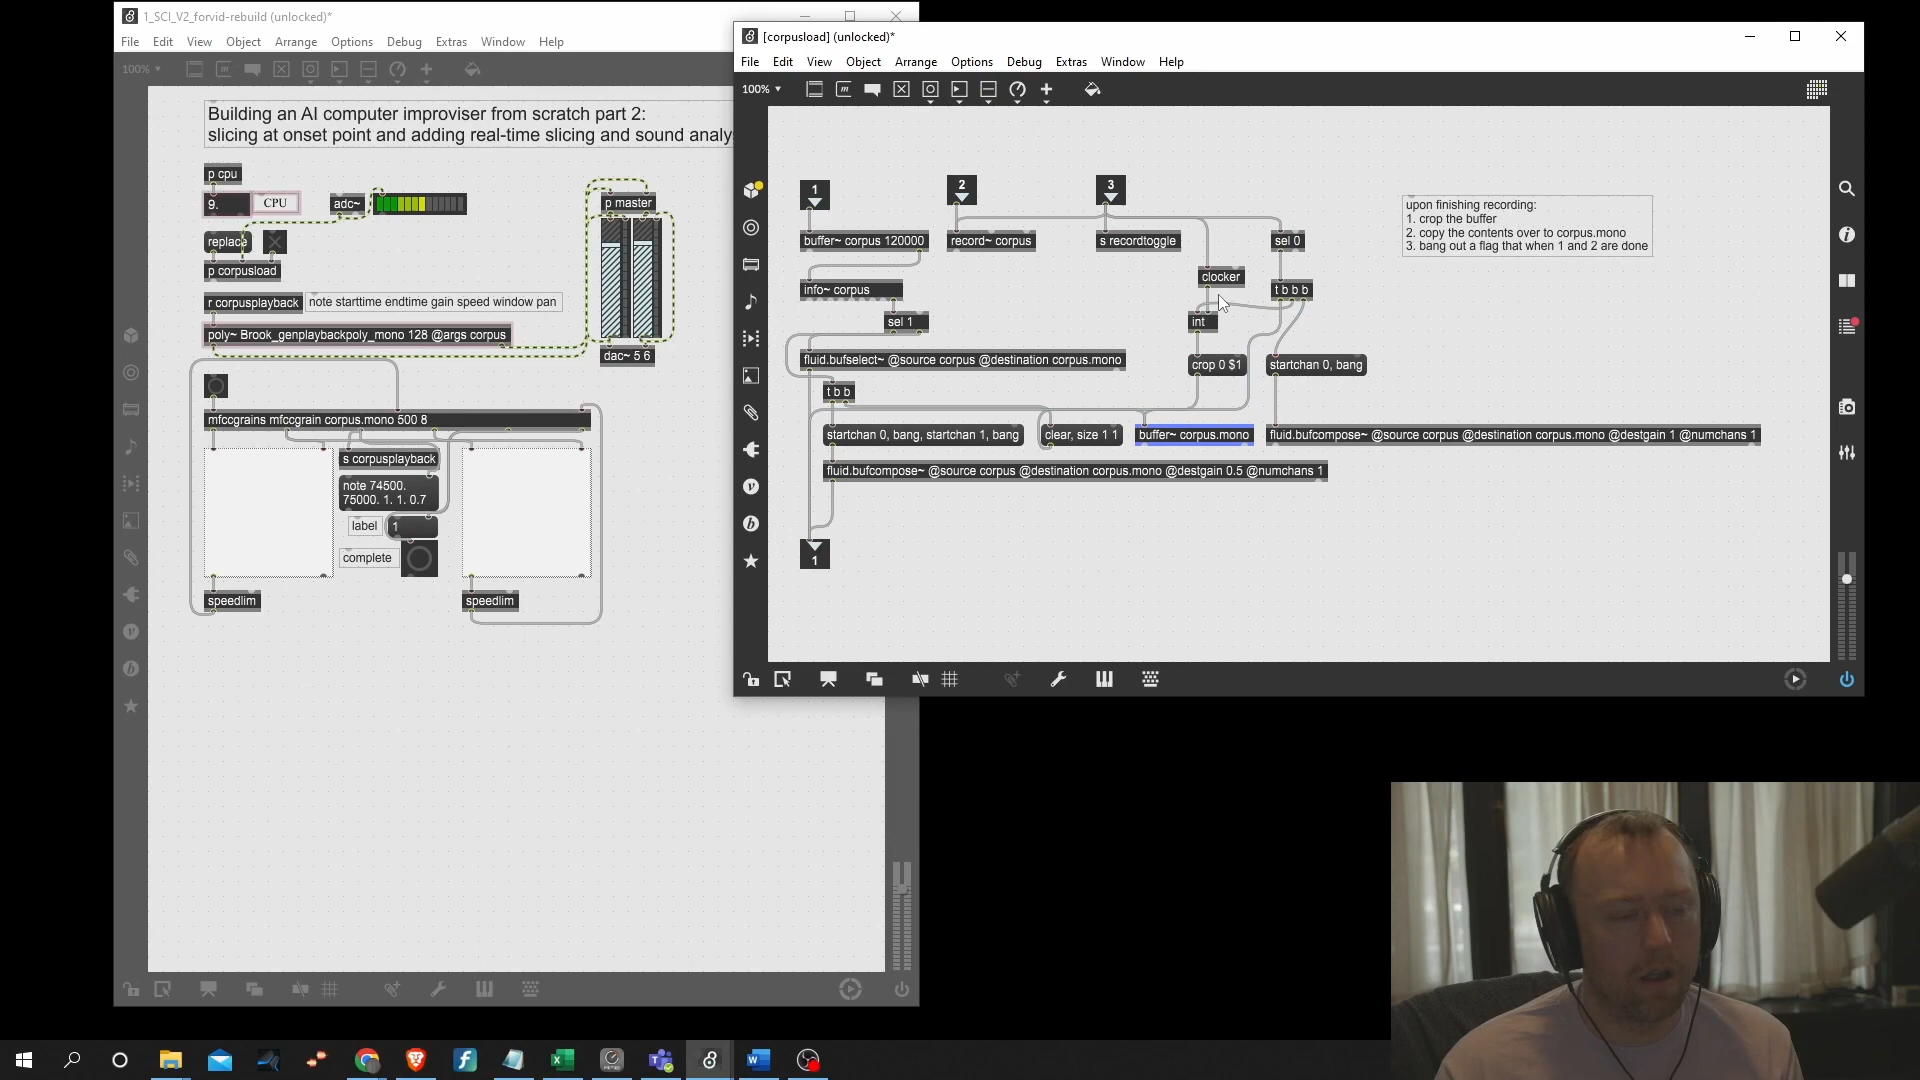 1_SCI_V2_forvid-rebuild (unlocked)*
File Edit View Object Arrange Options Debug Extras Window Help
100%
Building an AI computer improviser from scratch part 2:
slicing at onset point and adding real-time slicing and sound analy
p cpu
9. CPU
adc~
p master
replace
p corpusload
r corpusplayback
note starttime endtime gain speed window pan
poly~ Brook_genplaybackpoly_mono 128 @args corpus
dac~ 5 6
mfccgrains mfccgrain corpus.mono 500 8
s corpusplayback
note 74500.
75000. 1. 1. 0.7
label 1
complete
speedlim
speedlim
[corpusload] (unlocked)*
File Edit View Object Arrange Options Debug Extras Window Help
100%
1
2
3
upon finishing recording:
1. crop the buffer
2. copy the contents over to corpus.mono
3. bang out a flag that when 1 and 2 are done
buffer~ corpus 120000
record~ corpus
s recordtoggle
sel 0
clocker
info~ corpus
t b b b
sel 1
int
fluid.bufselect~ @source corpus @destination corpus.mono
crop 0 $1
startchan 0, bang
t b b
startchan 0, bang, startchan 1, bang
clear, size 1 1
buffer~ corpus.mono
fluid.bufcompose~ @source corpus @destination corpus.mono @destgain 1 @numchans 1
fluid.bufcompose~ @source corpus @destination corpus.mono @destgain 0.5 @numchans 1
1